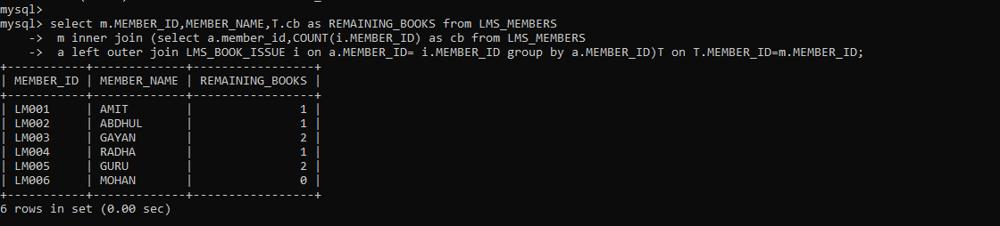 mysql>
mysql> select m.MEMBER_ID,MEMBER_NAME,T.cb as REMAINING_BOOKS from LMS_MEMBERS
    ->  m inner join (select a.member_id,COUNT(i.MEMBER_ID) as cb from LMS_MEMBERS
    ->  a left outer join LMS_BOOK_ISSUE i on a.MEMBER_ID= i.MEMBER_ID group by a.MEMBER_ID)T on T.MEMBER_ID=m.MEMBER_ID;
+-----------+-------------+-----------------+
| MEMBER_ID | MEMBER_NAME | REMAINING_BOOKS |
+-----------+-------------+-----------------+
| LM001     | AMIT        |               1 |
| LM002     | ABDHUL      |               1 |
| LM003     | GAYAN       |               2 |
| LM004     | RADHA       |               1 |
| LM005     | GURU        |               2 |
| LM006     | MOHAN       |               0 |
+-----------+-------------+-----------------+
6 rows in set (0.00 sec)